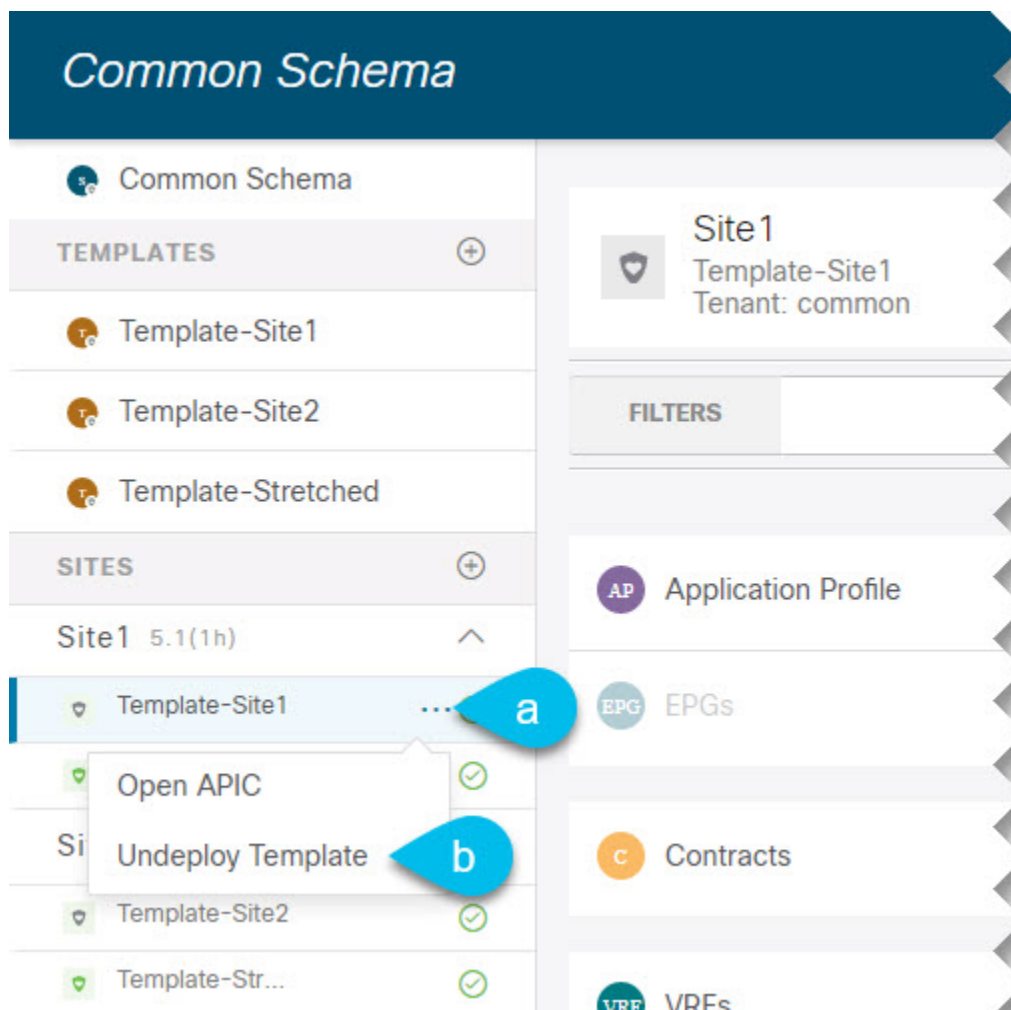 Common Schema
S Common Schema
TEMPLATES
T Template-Site1
T Template-Site2
T Template-Stretched
SITES
Site1 5.1(1h)
Template-Site1 ... a
Open APIC
Si
Undeploy Template b
Template-Site2
Template-Str...
Site1
Template-Site1
Tenant: common
FILTERS
AP Application Profile
EPG EPGs
C Contracts
VRF VRFs